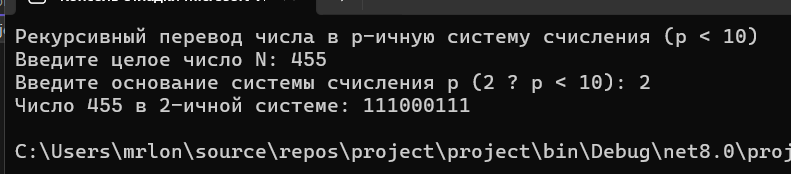 Рекурсивный перевод числа в p-ичную систему счисления (p < 10)
Введите целое число N: 455
Введите основание системы счисления p (2 ? p < 10): 2
Число 455 в 2-ичной системе: 111000111
C:\Users\mrlon\source\repos\project\project\bin\Debug\net8.0\proj